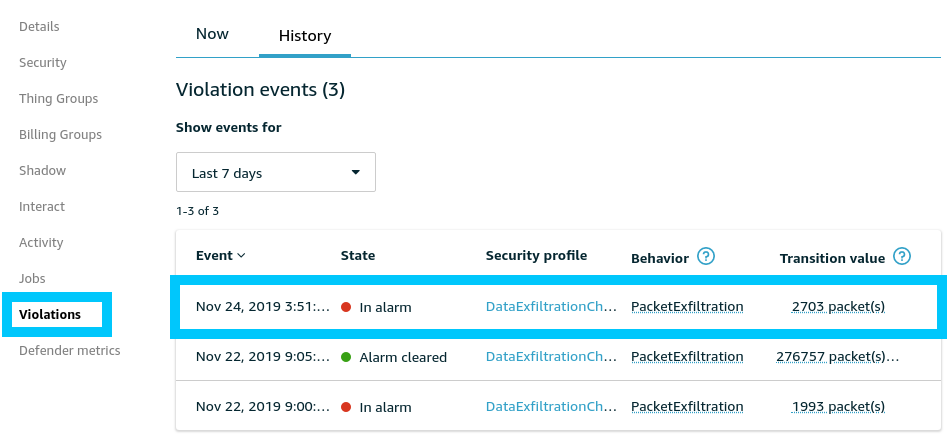 Details
Security
Thing Groups
Billing Groups
Shadow
Interact
Activity
Jobs
Violations
Defender metrics
Now History
Violation events (3)
Show events for
Last 7 days
1-3 of 3
Event State Security profile Behavior ? Transition value ?
Nov 24, 2019 3:51:... In alarm DataExfiltrationCh... PacketExfiltration 2703 packet(s)
Nov 22, 2019 9:05:... Alarm cleared DataExfiltrationCh... PacketExfiltration 276757 packet(s)...
Nov 22, 2019 9:00:... In alarm DataExfiltrationCh... PacketExfiltration 1993 packet(s)